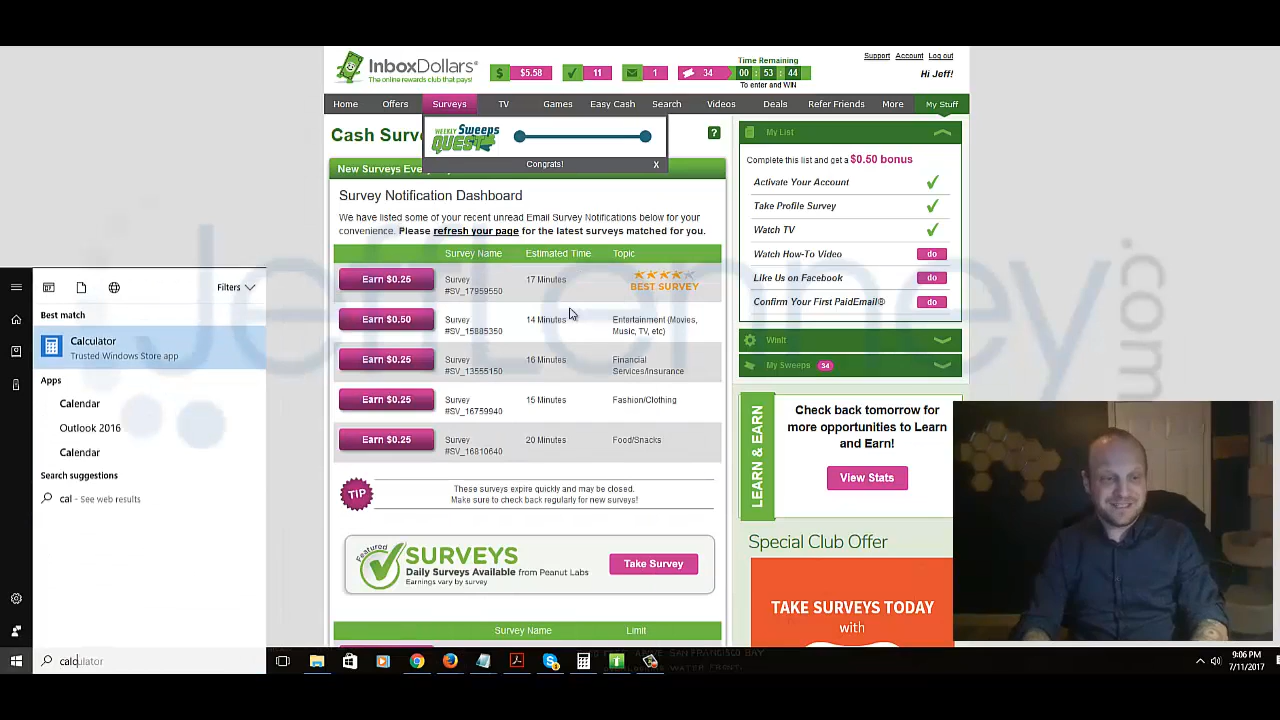 InboxDollars®
The online rewards club that pays!
$5.58
11
1
34
Time Remaining
00 : 53 : 44
To enter and WIN
Support Account Log out
Hi Jeff!
Home Offers Surveys TV Games Easy Cash Search Videos Deals Refer Friends More My Stuff
Cash Surv
WEEKLY Sweeps QUEST
Congrats!
X
?
New Surveys Every
Survey Notification Dashboard
We have listed some of your recent unread Email Survey Notifications below for your
convenience. Please refresh your page for the latest surveys matched for you.
Survey Name Estimated Time Topic
Earn $0.25 Survey #SV_17959550 17 Minutes BEST SURVEY
Earn $0.50 Survey #SV_15885350 14 Minutes Entertainment (Movies, Music, TV, etc)
Earn $0.25 Survey #SV_13555150 16 Minutes Financial Services/Insurance
Earn $0.25 Survey #SV_16759940 15 Minutes Fashion/Clothing
Earn $0.25 Survey #SV_16810640 20 Minutes Food/Snacks
TIP
These surveys expire quickly and may be closed.
Make sure to check back regularly for new surveys!
Featured
SURVEYS
Daily Surveys Available from Peanut Labs
Earnings vary by survey
Take Survey
Survey Name Limit
My List
Complete this list and get a $0.50 bonus
Activate Your Account
Take Profile Survey
Watch TV
Watch How-To Video do
Like Us on Facebook do
Confirm Your First PaidEmail® do
WinIt
My Sweeps 34
LEARN & EARN
Check back tomorrow for
more opportunities to Learn
and Earn!
View Stats
Special Club Offer
TAKE SURVEYS TODAY
with
Filters
Best match
Calculator
Trusted Windows Store app
Apps
Calendar
Outlook 2016
Calendar
Search suggestions
cal - See web results
calculator
JeffLenney.com
9:06 PM
7/11/2017